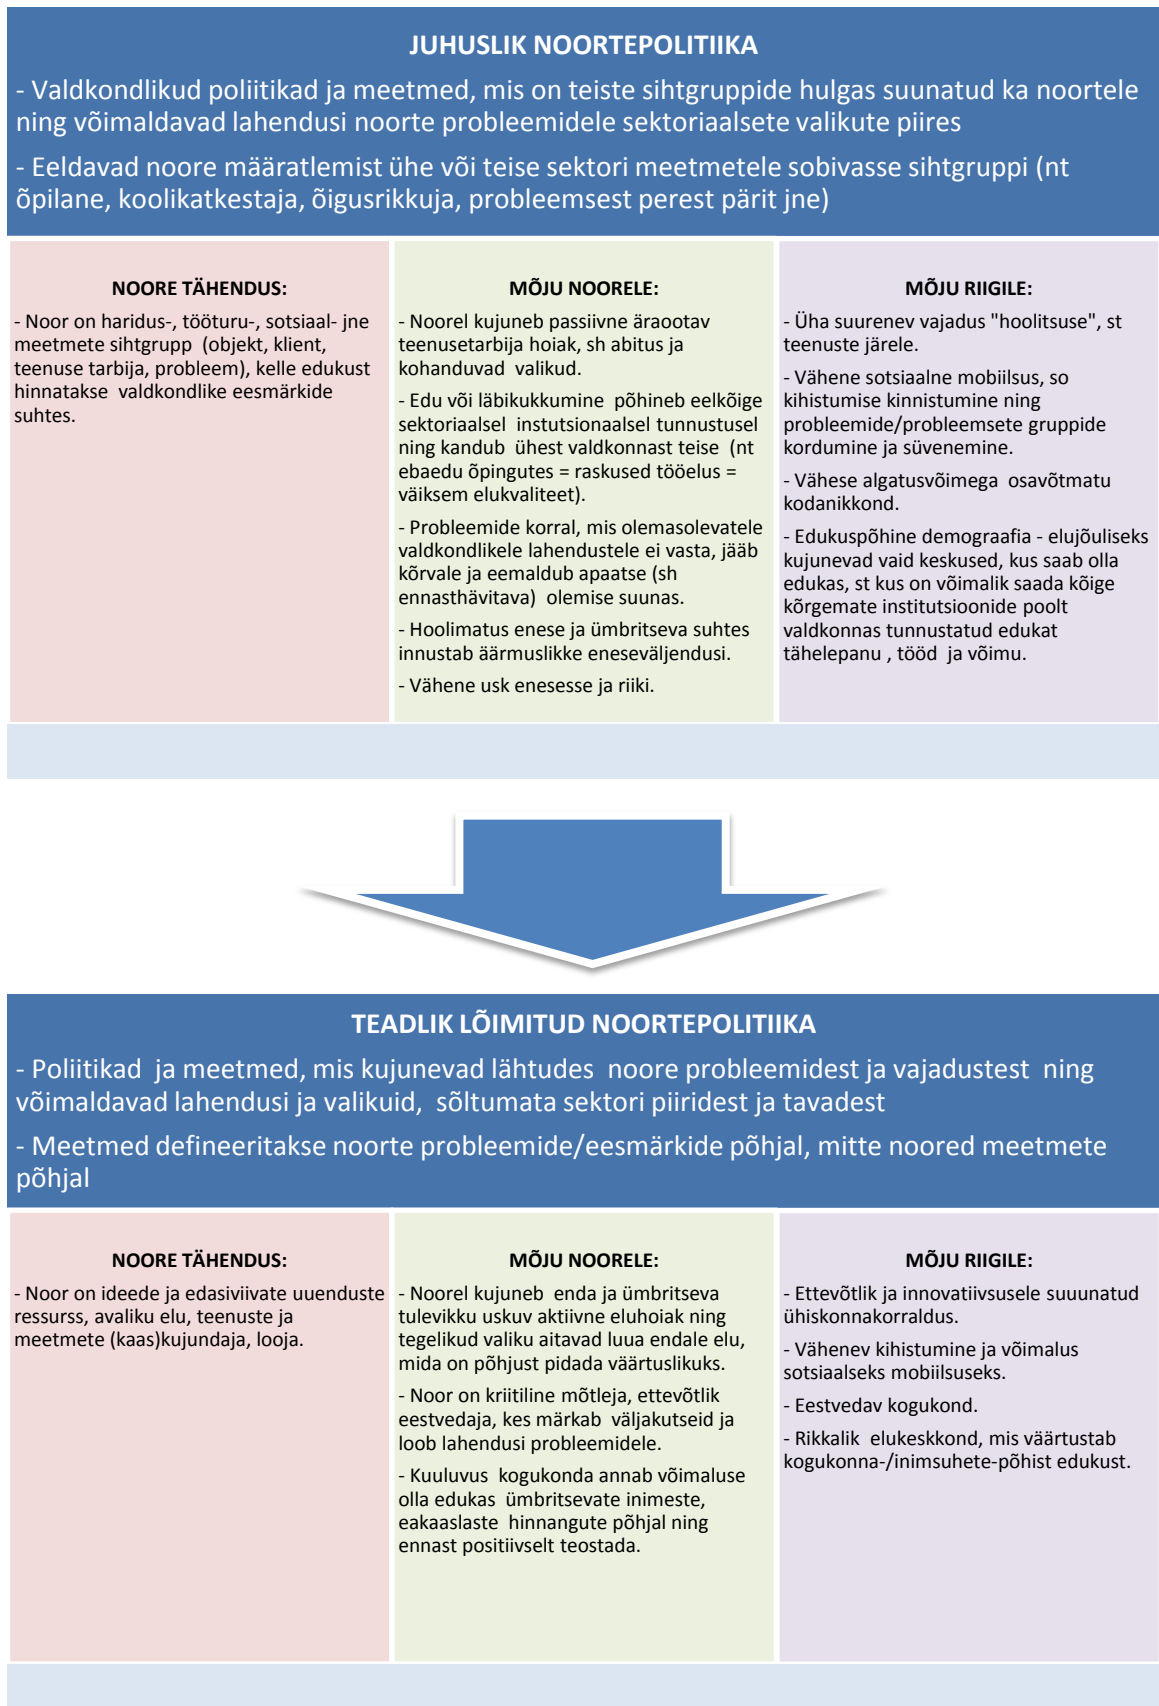 JUHUSLIK NOORTEPOLITIIKA
- Valdkondlikud poliitikad ja meetmed, mis on teiste sihtgruppide hulgas suunatud ka noortele
ning võimaldavad lahendusi noorte probleemidele sektoriaalsete valikute piires
- Eeldavad noore määratlemist ühe või teise sektori meetmetele sobivasse sihtgruppi (nt
õpilane, koolikatkestaja, õigusrikkuja, probleemsest perest pärit jne)
NOORE TÄHENDUS:
- Noor on haridus-, tööturu-, sotsiaal- jne
meetmete sihtgrupp (objekt, klient,
teenuse tarbija, probleem), kelle edukust
hinnatakse valdkondlike eesmärkide
suhtes.
MÕJU NOORELE:
- Noorel kujuneb passiivne äraootav
teenusetarbija hoiak, sh abitus ja
kohanduvad valikud.
- Edu või läbikukkumine põhineb eelkõige
sektoriaalsel instutsionaalsel tunnustusel
ning kandub ühest valdkonnast teise (nt
ebaedu õpingutes = raskused tööelus =
väiksem elukvaliteet).
- Probleemide korral, mis olemasolevatele
valdkondlikele lahendustele ei vasta, jääb
kõrvale ja eemaldub apaatse (sh
ennasthävitava) olemise suunas.
- Hoolimatus enese ja ümbritseva suhtes
innustab äärmuslikke eneseväljendusi.
- Vähene usk enesesse ja riiki.
MÕJU RIIGILE:
- Üha suurenev vajadus "hoolitsuse", st
teenuste järele.
- Vähene sotsiaalne mobiilsus, so
kihistumise kinnistumine ning
probleemide/probleemsete gruppide
kordumine ja süvenemine.
- Vähese algatusvõimega osavõtmatu
kodanikkond.
- Edukuspõhine demograafia - elujõuliseks
kujunevad vaid keskused, kus saab olla
edukas, st kus on võimalik saada kõige
kõrgemate institutsioonide poolt
valdkonnas tunnustatud edukat
tähelepanu , tööd ja võimu.
TEADLIK LÕIMITUD NOORTEPOLITIIKA
- Poliitikad ja meetmed, mis kujunevad lähtudes noore probleemidest ja vajadustest ning
võimaldavad lahendusi ja valikuid, sõltumata sektori piiridest ja tavadest
- Meetmed defineeritakse noorte probleemide/eesmärkide põhjal, mitte noored meetmete
põhjal
NOORE TÄHENDUS:
- Noor on ideede ja edasiviivate uuenduste
ressurss, avaliku elu, teenuste ja
meetmete (kaas)kujundaja, looja.
MÕJU NOORELE:
- Noorel kujuneb enda ja ümbritseva
tulevikku uskuv aktiivne eluhoiak ning
tegelikud valiku aitavad luua endale elu,
mida on põhjust pidada väärtuslikuks.
- Noor on kriitiline mõtleja, ettevõtlik
eestvedaja, kes märkab väljakutseid ja
loob lahendusi probleemidele.
- Kuuluvus kogukonda annab võimaluse
olla edukas ümbritsevate inimeste,
eakaaslaste hinnangute põhjal ning
ennast positiivselt teostada.
MÕJU RIIGILE:
- Ettevõtlik ja innovatiivsusele suuunatud
ühiskonnakorraldus.
- Vähenev kihistumine ja võimalus
sotsiaalseks mobiilsuseks.
- Eestvedav kogukond.
- Rikkalik elukeskkond, mis väärtustab
kogukonna-/inimsuhete-põhist edukust.